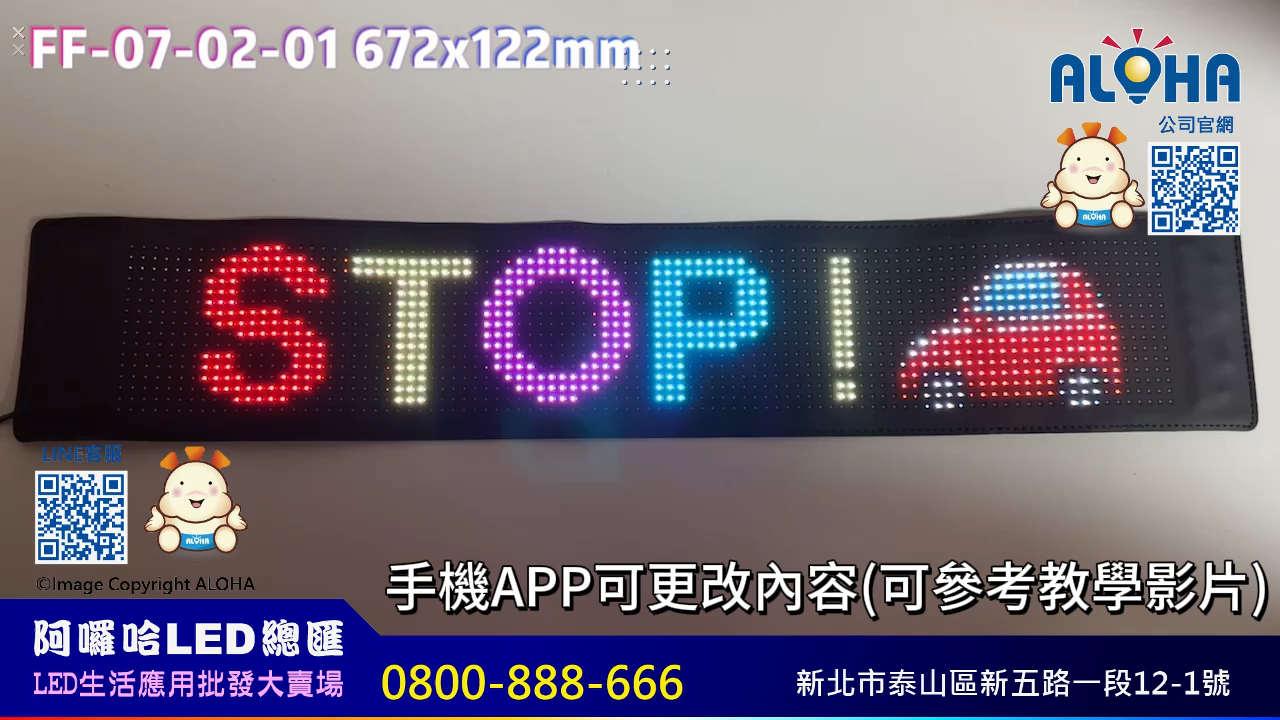 FF-07-02-01 672x122mm
ALOHA
公司官網
ALOHA
STOP!
LINE客服
ALOHA
©Image Copyright ALOHA
手機APP可更改內容(可參考教學影片)
阿囉哈LED總匯
LED生活應用批發大賣場
0800-888-666
新北市泰山區新五路一段12-1號